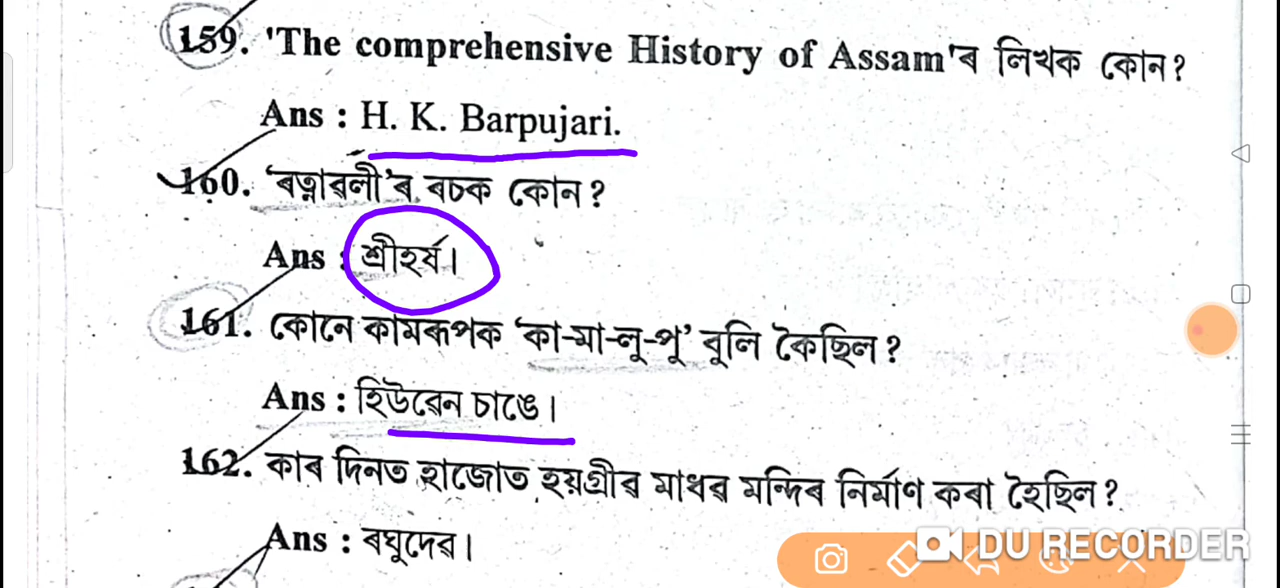 159. 'The comprehensive History of Assam'ৰ লিখক কোন?
Ans : H. K. Barpujari.
160. 'ৰত্নাৱলী'ৰ ৰচক কোন?
Ans : শ্ৰীহৰ্ষ।
161. কোনে কামৰূপক 'কা-মা-লু-পু' বুলি কৈছিল?
Ans : হিউৱেন চাঙে।
162. কাৰ দিনত হাজোত হয়গ্ৰীৱ মাধৱ মন্দিৰ নিৰ্মাণ কৰা হৈছিল?
Ans : ৰঘুদেৱ।
DU RECORDER